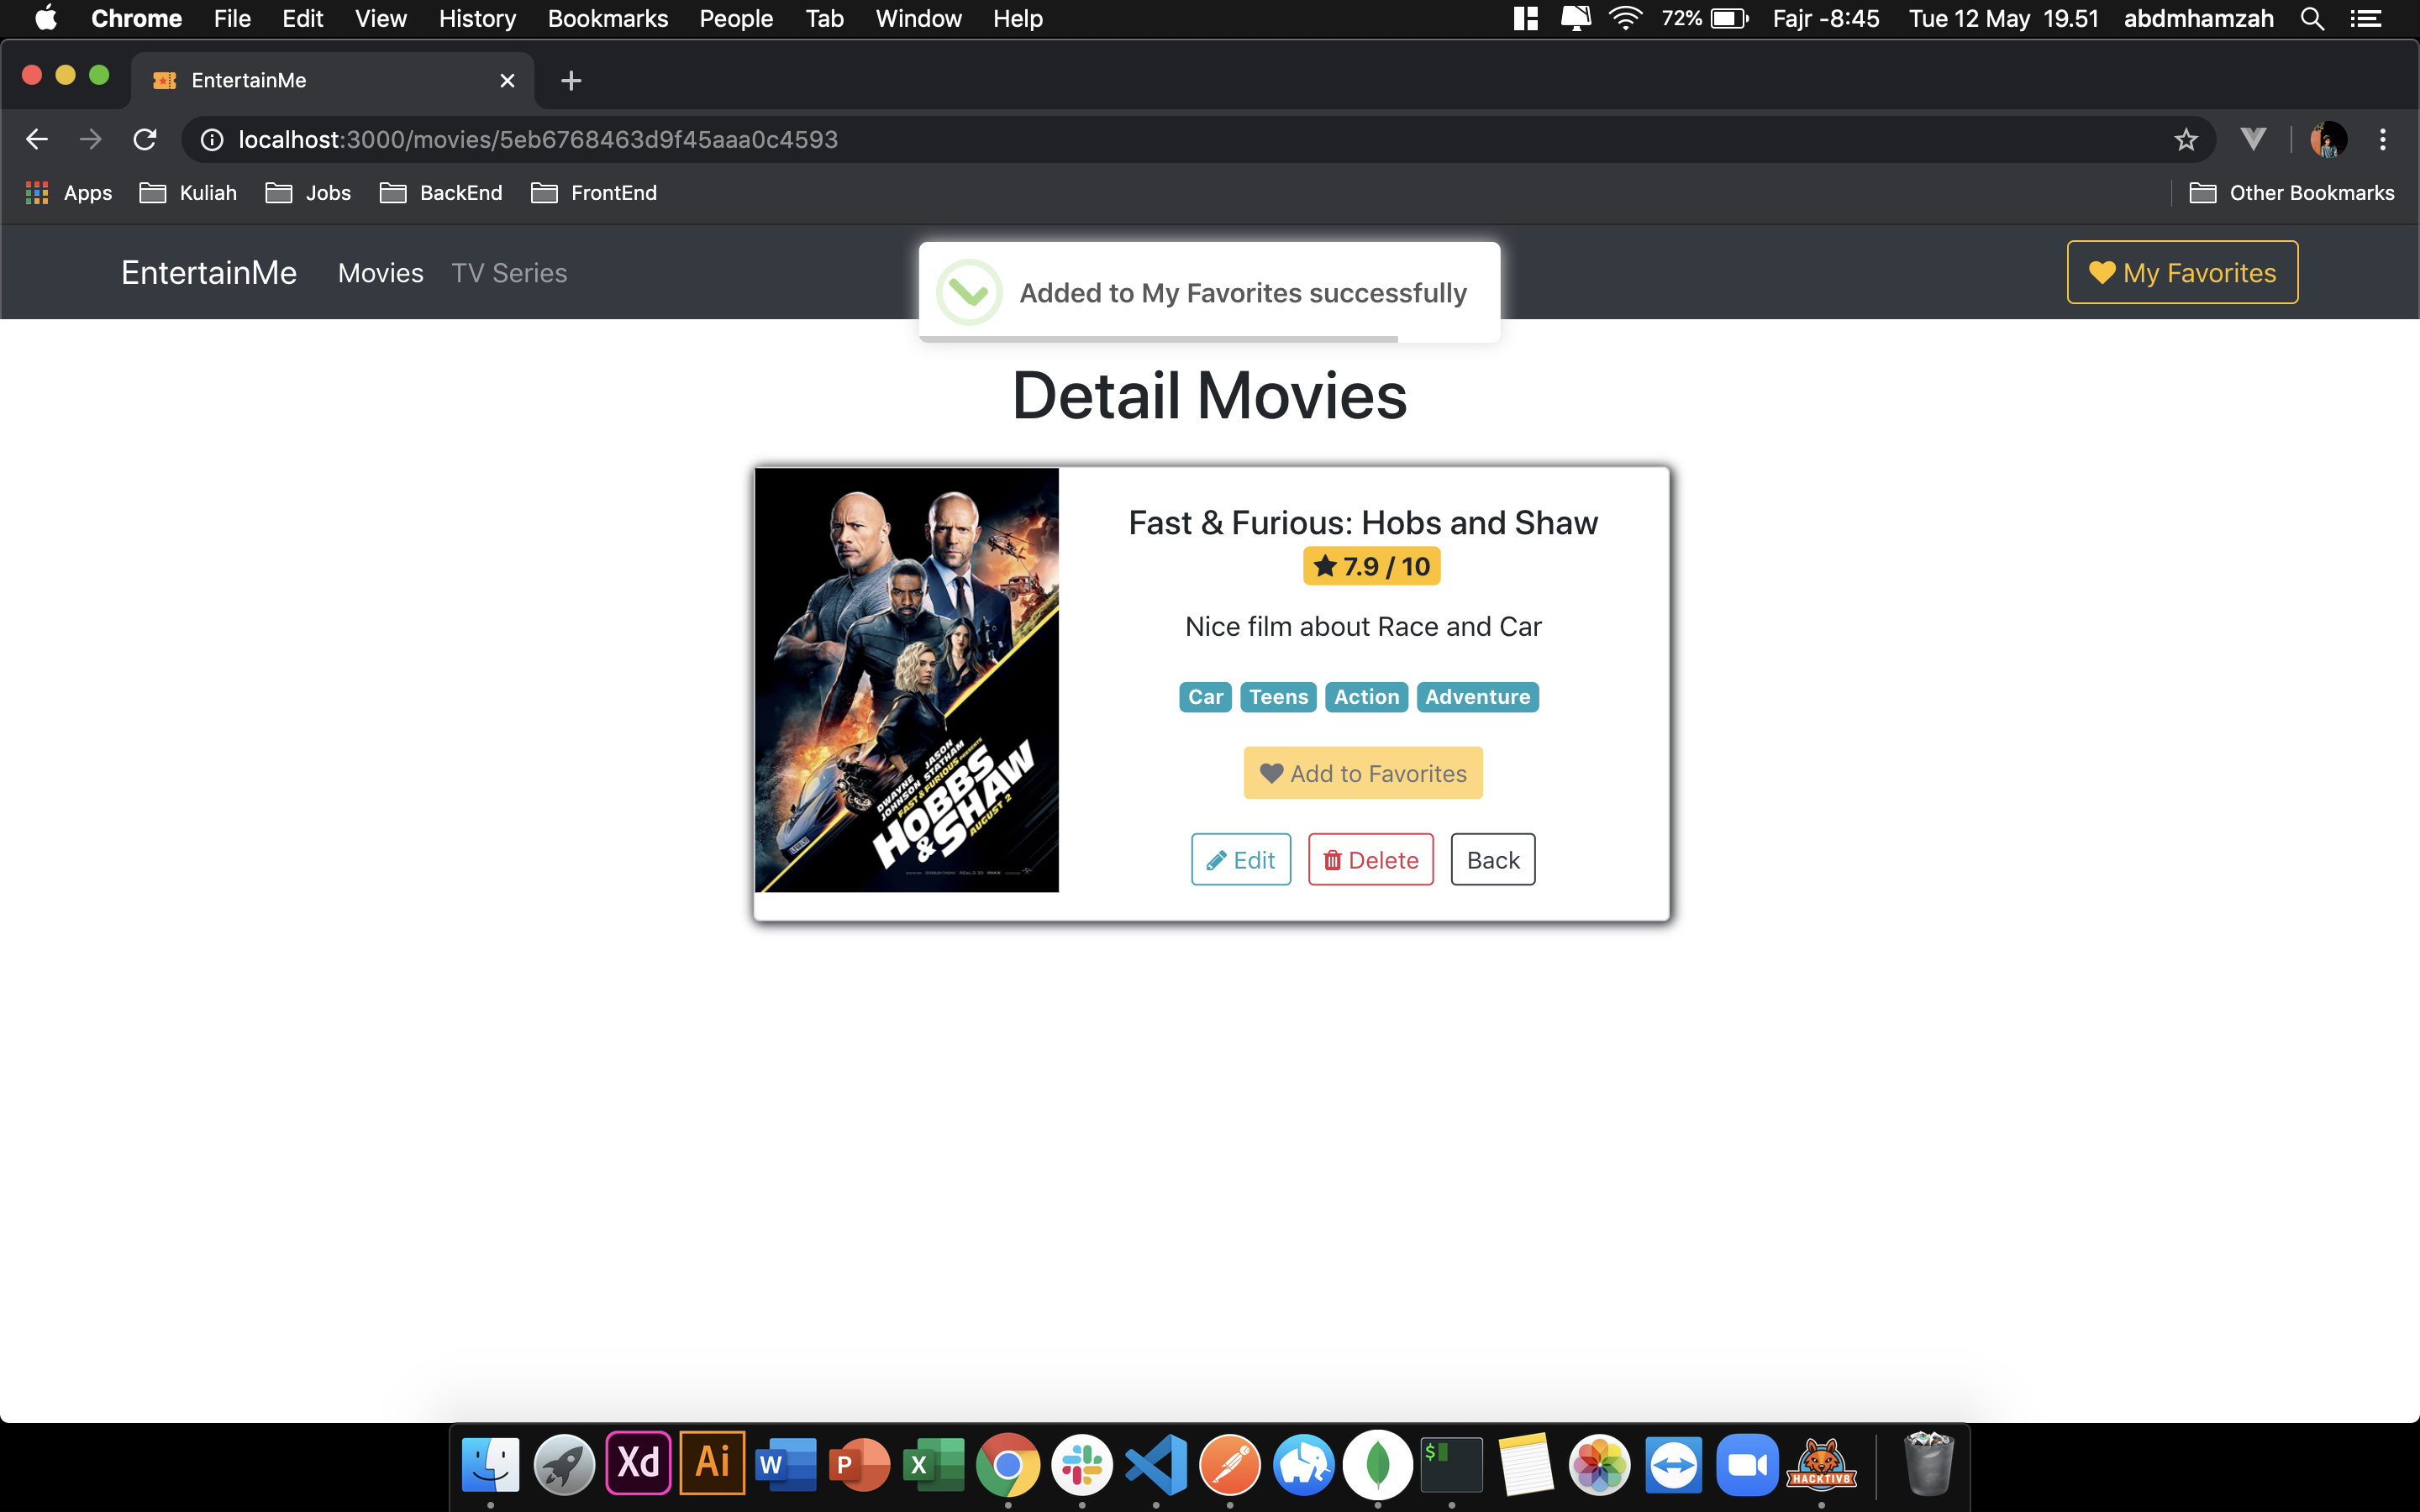 Chrome File Edit View History Bookmarks People Tab Window Help 72% Fajr -8:45 Tue 12 May 19.51 abdmhamzah
EntertainMe
localhost:3000/movies/5eb6768463d9f45aaa0c4593
Apps Kuliah Jobs BackEnd FrontEnd Other Bookmarks
EntertainMe Movies TV Series My Favorites
Added to My Favorites successfully
Detail Movies
Fast & Furious: Hobs and Shaw
7.9 / 10
Nice film about Race and Car
Car Teens Action Adventure
Add to Favorites
Edit Delete Back
DWAYNE JOHNSON JASON STATHAM
FAST & FURIOUS PRESENTS
HOBBS
& SHAW
AUGUST 2
Xd Ai W P X $ HACKTIV8